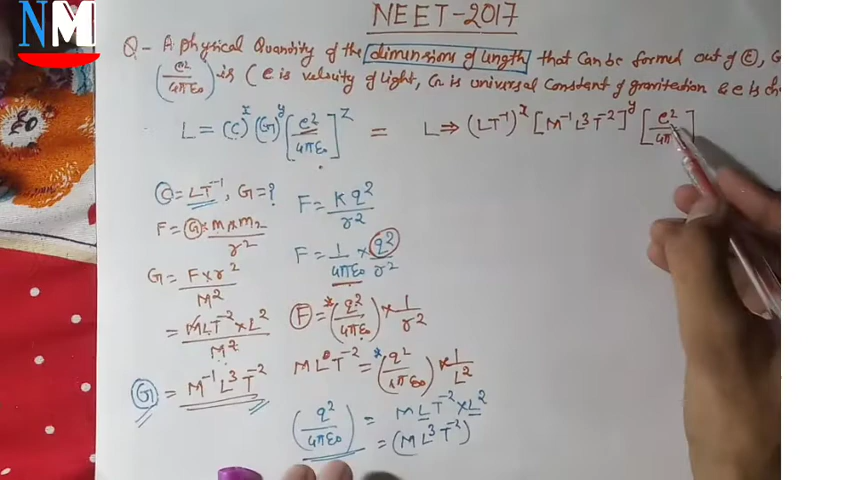 NM
NEET-2017
Q- A physical Quantity of the dimensions of length that can be formed out of (C), G
(e²/4πε₀) is (c is velocity of light, G is universal constant of gravitation & e is ch
L = (C)ˣ (G)ʸ [e²/4πε₀]ᶻ = L ⇒ (LT⁻¹)ˣ [M⁻¹L³T⁻²]ʸ [e²/4π]
C = LT⁻¹, G = ?
F = G × m₁×m₂/r²
G = F×r²/M²
= MLT⁻²×L²/M²
G = M⁻¹L³T⁻²
F = Kq²/r²
F = 1/4πε₀ × q²/r²
F = (q²/4πε₀) × 1/r²
MLT⁻² = (q²/4πε₀) × 1/L²
(q²/4πε₀) = MLT⁻²×L²
= (ML³T⁻²)